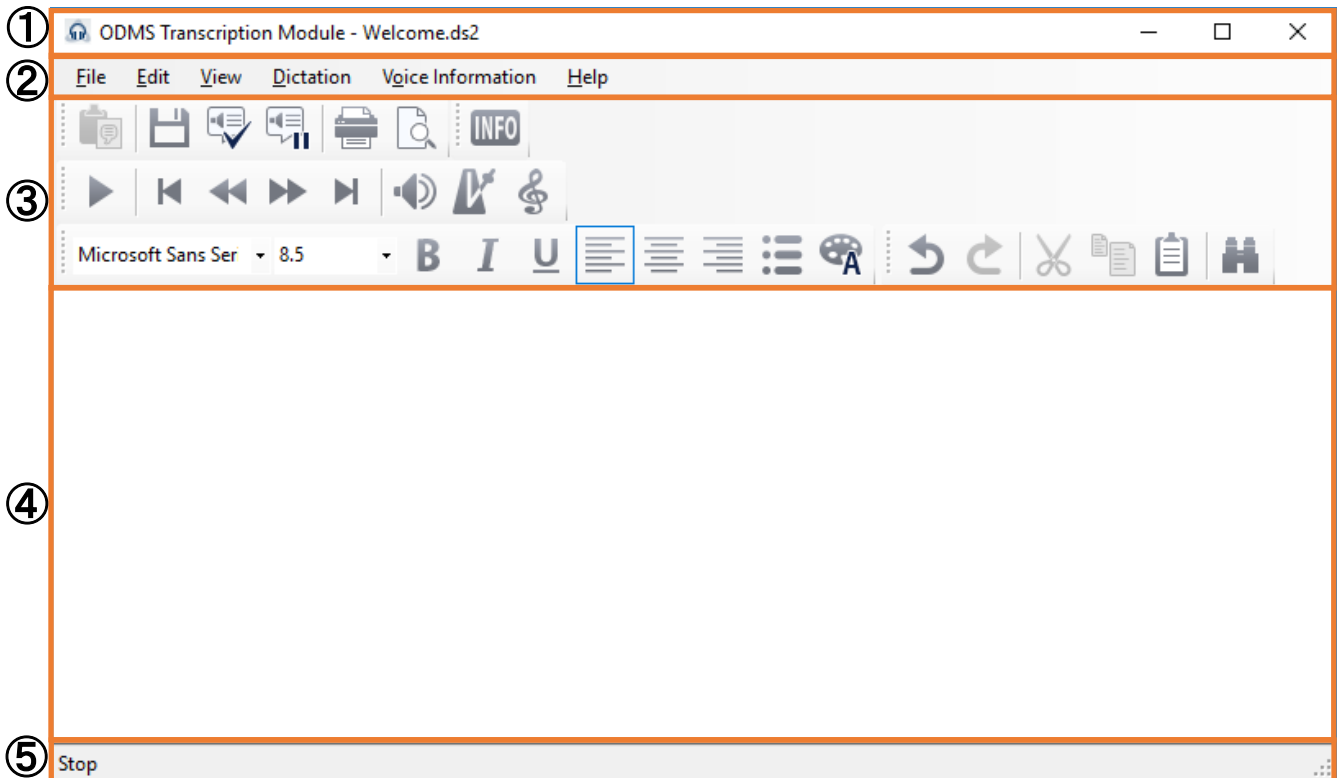 ① ODMS Transcription Module - Welcome.ds2
② File Edit View Dictation Voice Information Help
INFO
③
Microsoft Sans Ser 8.5 B I U A
④
⑤ Stop